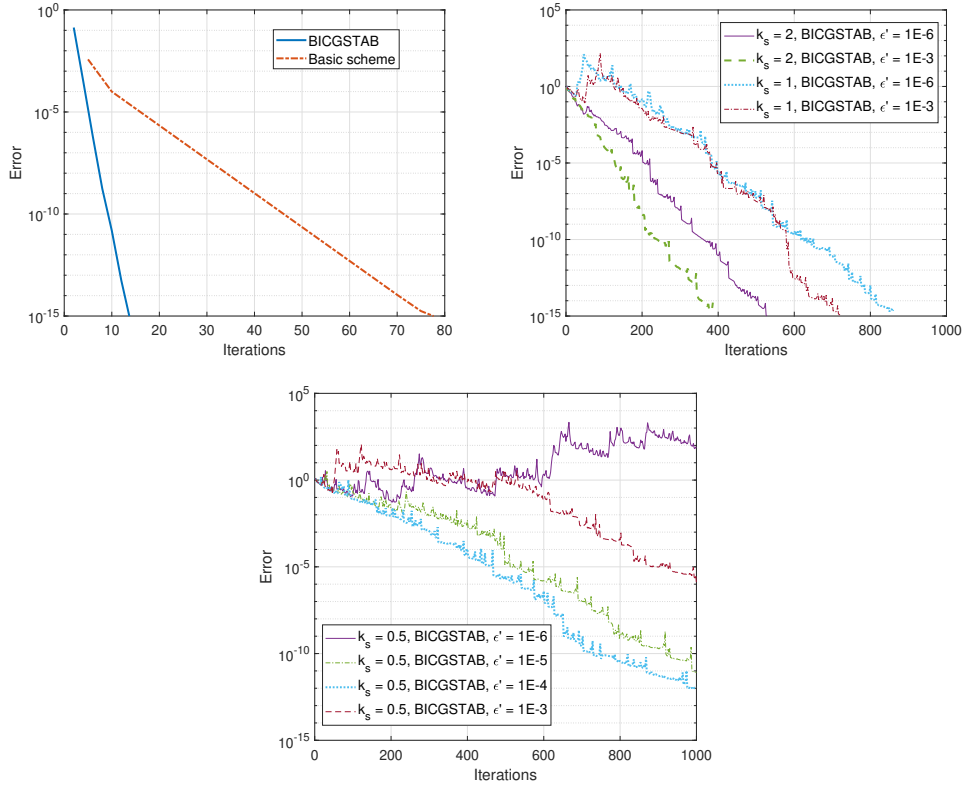 10^0
10^-5
10^-10
10^-15
Error
0
10
20
30
40
50
60
70
80
Iterations
BICGSTAB
Basic scheme
10^5
10^0
10^-5
10^-10
10^-15
Error
0
200
400
600
800
1000
Iterations
k_s = 2, BICGSTAB, ϵ' = 1E-6
k_s = 2, BICGSTAB, ϵ' = 1E-3
k_s = 1, BICGSTAB, ϵ' = 1E-6
k_s = 1, BICGSTAB, ϵ' = 1E-3
10^5
10^0
10^-5
10^-10
10^-15
Error
k_s = 0.5, BICGSTAB, ϵ' = 1E-6
k_s = 0.5, BICGSTAB, ϵ' = 1E-5
k_s = 0.5, BICGSTAB, ϵ' = 1E-4
k_s = 0.5, BICGSTAB, ϵ' = 1E-3
0
200
400
600
800
1000
Iterations